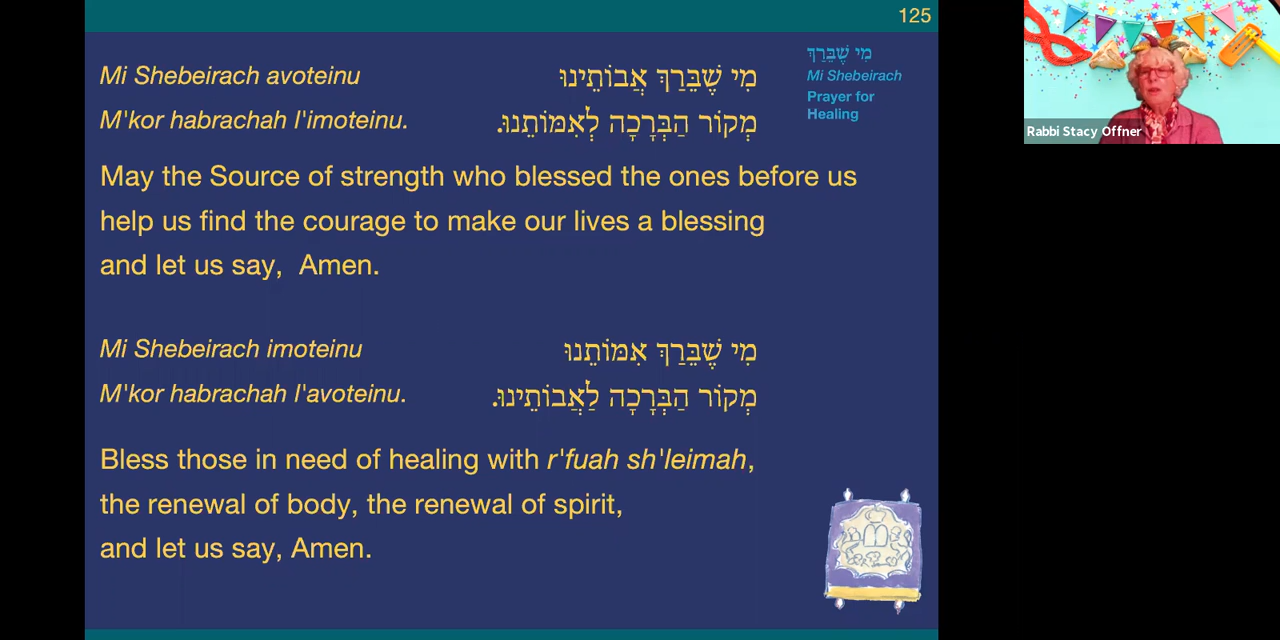 125
מִי שֶׁבֵּרַךְ
Mi Shebeirach
Prayer for
Healing
Mi Shebeirach avoteinu
מִי שֶׁבֵּרַךְ אֲבוֹתֵינוּ
M'kor habrachah l'imoteinu.
מְקוֹר הַבְּרָכָה לְאִמּוֹתֵנוּ.
May the Source of strength who blessed the ones before us
help us find the courage to make our lives a blessing
and let us say, Amen.
Mi Shebeirach imoteinu
מִי שֶׁבֵּרַךְ אִמּוֹתֵנוּ
M'kor habrachah l'avoteinu.
מְקוֹר הַבְּרָכָה לַאֲבוֹתֵינוּ.
Bless those in need of healing with r'fuah sh'leimah,
the renewal of body, the renewal of spirit,
and let us say, Amen.
Rabbi Stacy Offner